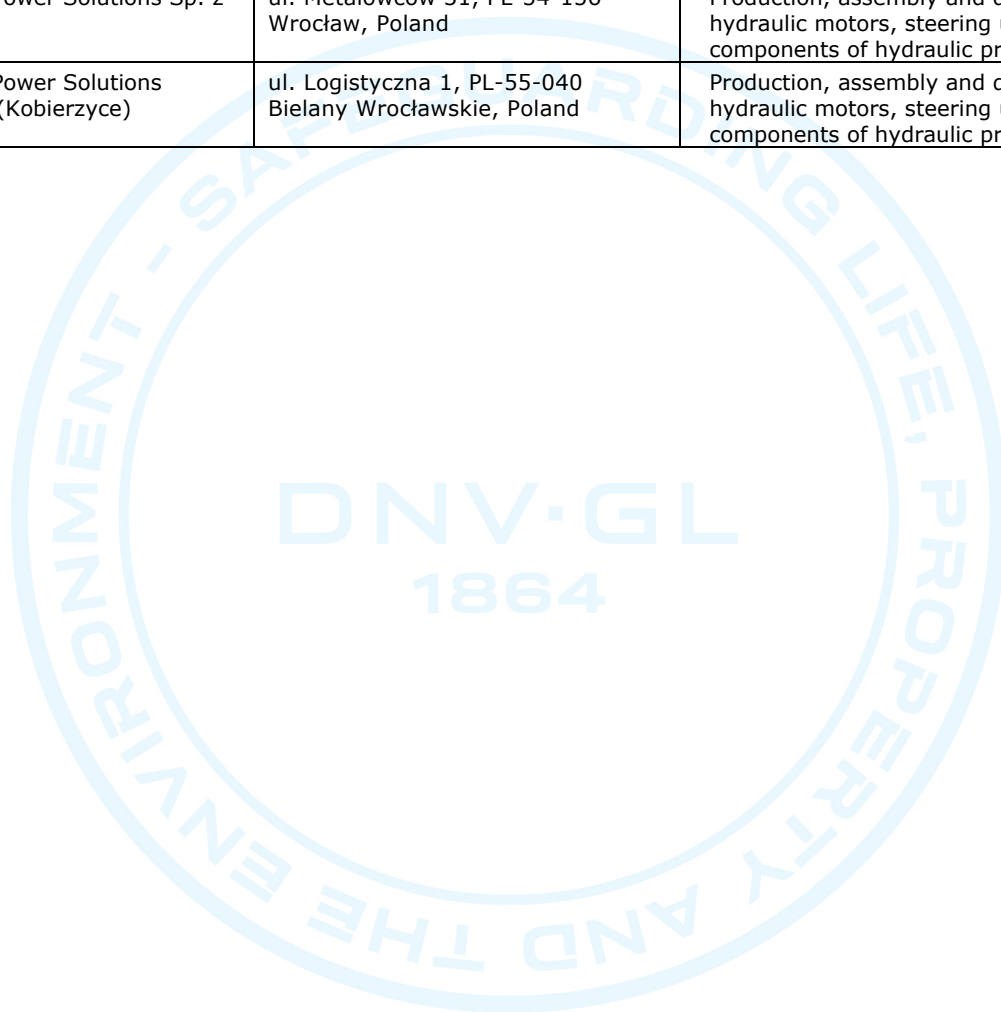 Power Solutions Sp. z
ul. Metalowców 31, PL-54-156
Wrocław, Poland
Production, assembly and d
hydraulic motors, steering u
components of hydraulic pr
Power Solutions
(Kobierzyce)
ul. Logistyczna 1, PL-55-040
Bielany Wrocławskie, Poland
Production, assembly and d
hydraulic motors, steering u
components of hydraulic pr
SAFEGUARDING LIFE, PROPERTY AND THE ENVIRONMENT -
DNV·GL
1864